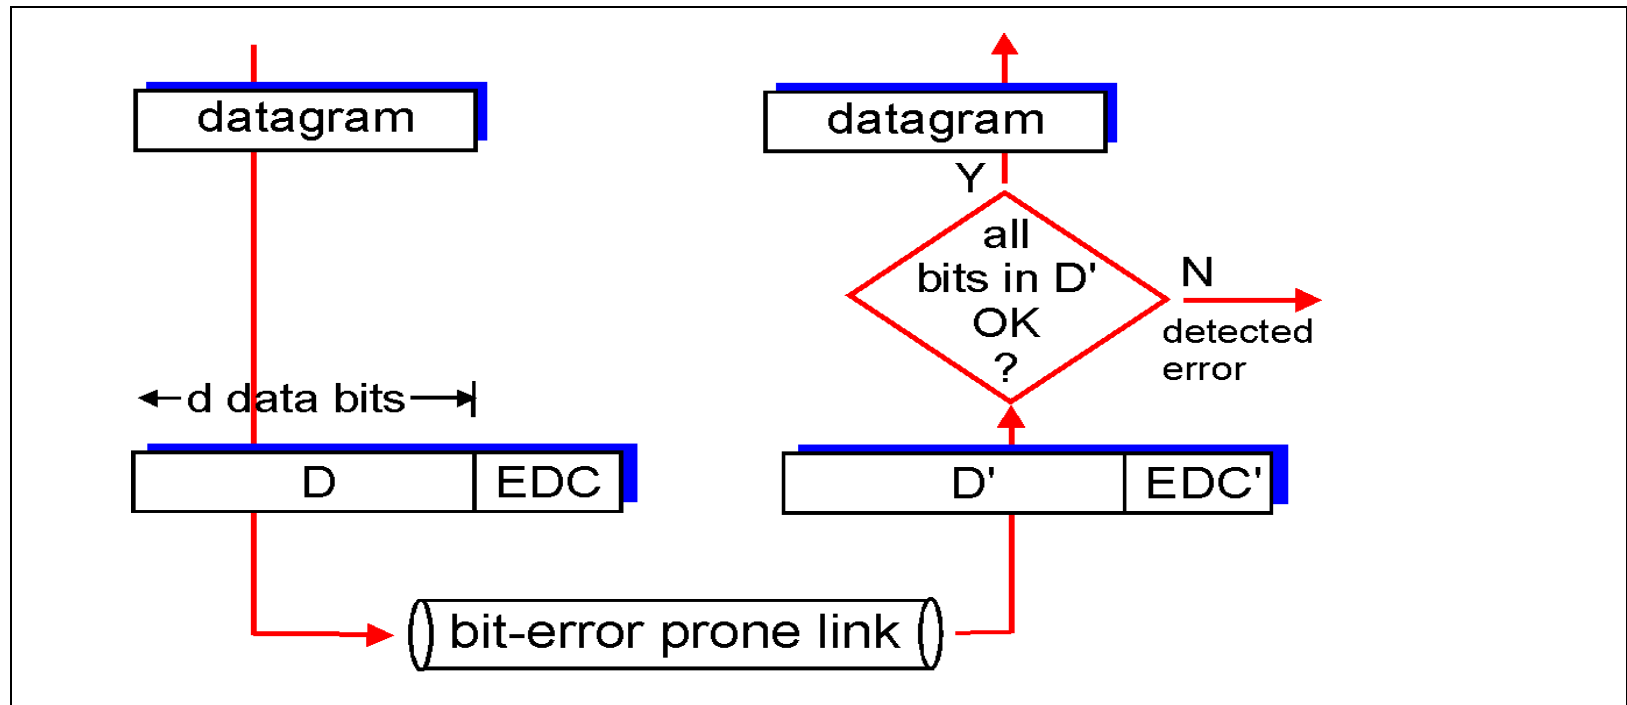 datagram
d data bits
D
EDC
bit-error prone link
datagram
Y
all
bits in D'
OK
?
N
detected
error
D'
EDC'